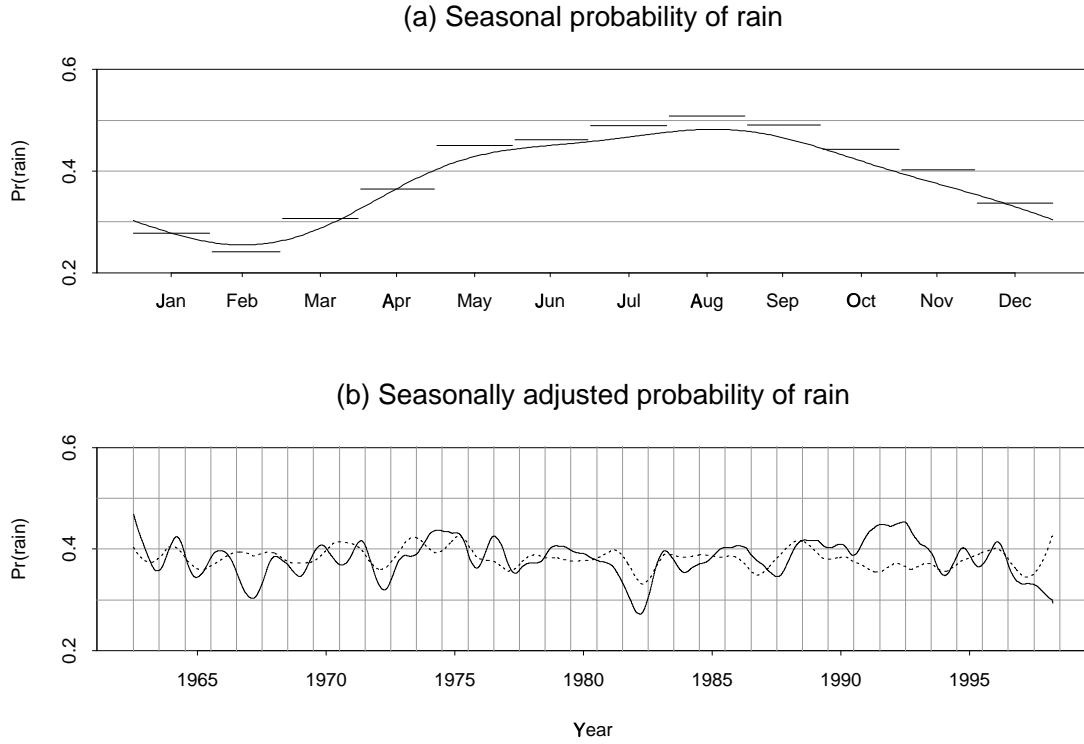 (a) Seasonal probability of rain
Pr(rain)
0.6
0.4
0.2
Jan Feb Mar Apr May Jun Jul Aug Sep Oct Nov Dec
(b) Seasonally adjusted probability of rain
Pr(rain)
0.6
0.4
0.2
1965 1970 1975 1980 1985 1990 1995
Year